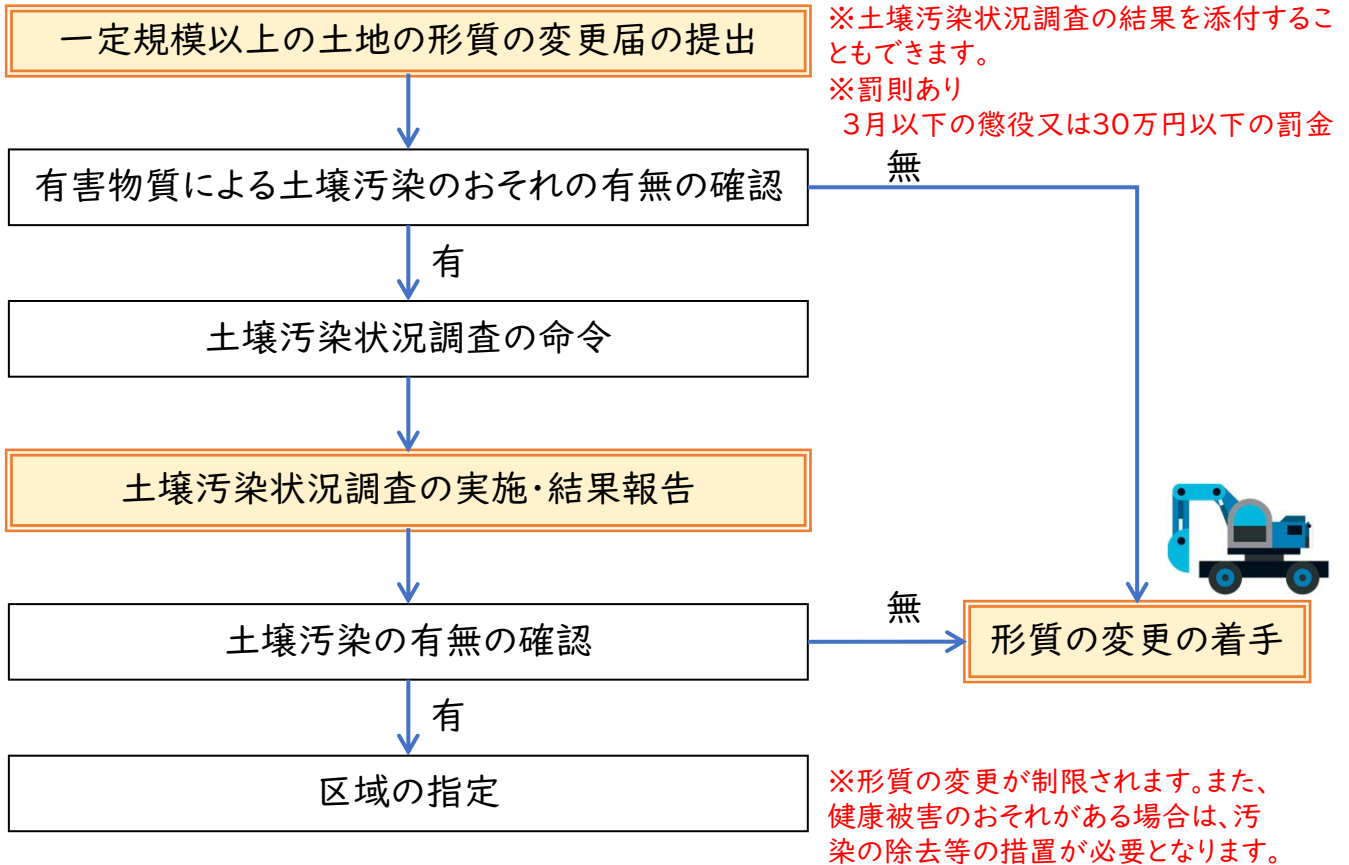 一定規模以上の土地の形質の変更届の提出
※土壌汚染状況調査の結果を添付するこ
ともできます。
※罰則あり
3月以下の懲役又は30万円以下の罰金
有害物質による土壌汚染のおそれの有無の確認
無
有
土壌汚染状況調査の命令
土壌汚染状況調査の実施・結果報告
土壌汚染の有無の確認
無
形質の変更の着手
有
区域の指定
※形質の変更が制限されます。また、
健康被害のおそれがある場合は、汚
染の除去等の措置が必要となります。